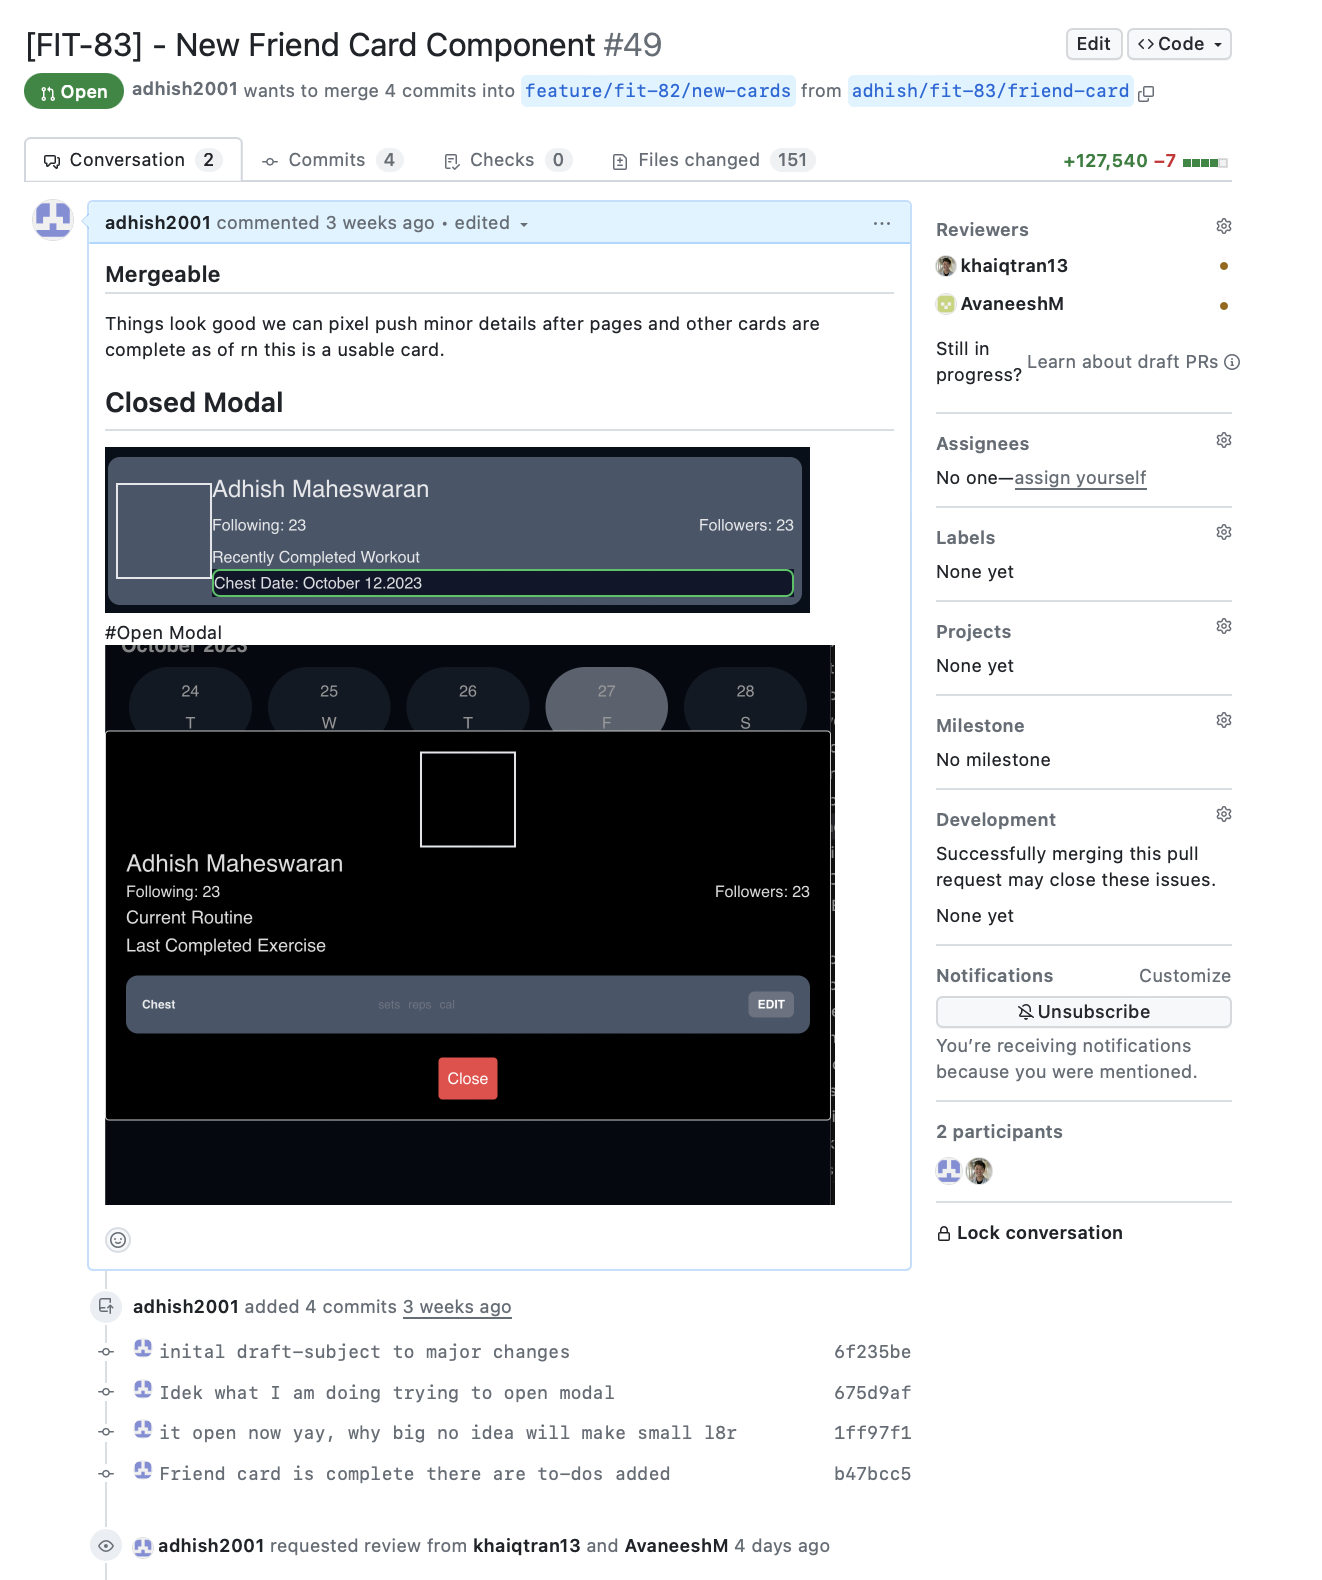 [FIT-83] - New Friend Card Component #49
Edit
Code
Open
adhish2001 wants to merge 4 commits into feature/fit-82/new-cards from adhish/fit-83/friend-card
Conversation 2
Commits 4
Checks 0
Files changed 151
+127,540 −7
adhish2001 commented 3 weeks ago • edited
Mergeable
Things look good we can pixel push minor details after pages and other cards are
complete as of rn this is a usable card.
Closed Modal
Adhish Maheswaran
Following: 23
Followers: 23
Recently Completed Workout
Chest Date: October 12.2023
#Open Modal
October 2023
24
25
26
27
28
T
W
T
F
S
Adhish Maheswaran
Following: 23
Followers: 23
Current Routine
Last Completed Exercise
Chest
sets reps cal
EDIT
Close
adhish2001 added 4 commits 3 weeks ago
inital draft-subject to major changes
6f235be
Idek what I am doing trying to open modal
675d9af
it open now yay, why big no idea will make small l8r
1ff97f1
Friend card is complete there are to-dos added
b47bcc5
adhish2001 requested review from khaiqtran13 and AvaneeshM 4 days ago
Reviewers
khaiqtran13
AvaneeshM
Still in
progress?
Learn about draft PRs
Assignees
No one—assign yourself
Labels
None yet
Projects
None yet
Milestone
No milestone
Development
Successfully merging this pull
request may close these issues.
None yet
Notifications
Customize
Unsubscribe
You’re receiving notifications
because you were mentioned.
2 participants
Lock conversation